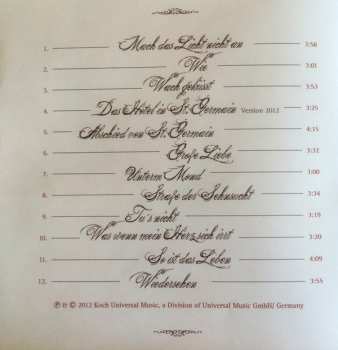 1. Mach das Licht nicht an 3:56
2. Wie 3:01
3. Wach geküsst 3:53
4. Das Hotel in St. Germain Version 2012 3:25
5. Abschied von St. Germain 4:15
6. Große Liebe 3:32
7. Unterm Mond 3:00
8. Straße der Sehnsucht 3:34
9. Tu's nicht 3:19
10. Was wenn mein Herz sich irrt 3:30
11. So ist das Leben 4:09
12. Wiedersehen 3:55
℗ & © 2012 Koch Universal Music, a Division of Universal Music GmbH/ Germany